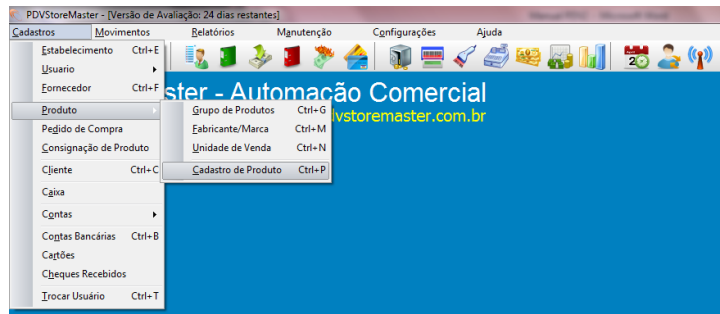 PDVStoreMaster - [Versão de Avaliação: 24 dias restantes]
Cadastros Movimentos Relatórios Manutenção Configurações Ajuda
Estabelecimento Ctrl+E
Usuario
Fornecedor Ctrl+F
ster - Automação Comercial
Produto
Grupo de Produtos Ctrl+G
dvstoremaster.com.br
Pedido de Compra
Fabricante/Marca Ctrl+M
Consignação de Produto
Unidade de Venda Ctrl+N
Cliente Ctrl+C
Cadastro de Produto Ctrl+P
Caixa
Contas
Contas Bancárias Ctrl+B
Cartões
Cheques Recebidos
Trocar Usuário Ctrl+T